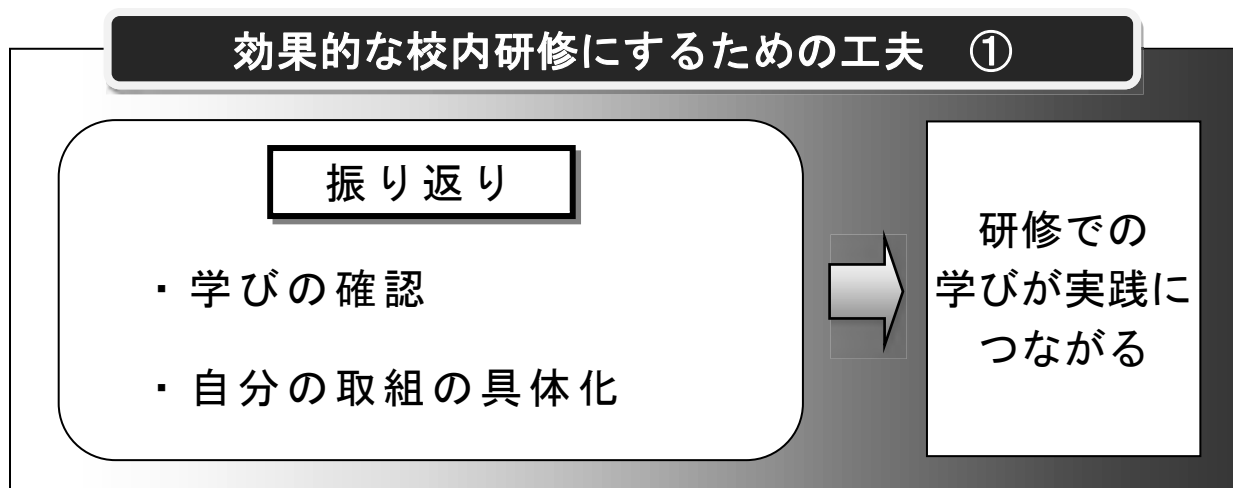 効果的な校内研修にするための工夫　①
振り返り
・学びの確認
・自分の取組の具体化
研修での
学びが実践に
つながる